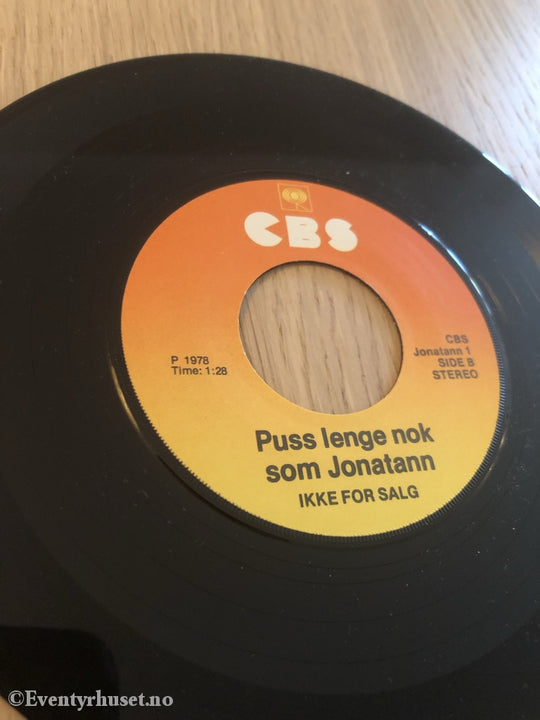 CBS
P 1978
Time: 1:28
CBS
Jonatann 1
SIDE B
STEREO
Puss lenge nok
som Jonatann
IKKE FOR SALG
©Eventyrhuset.no